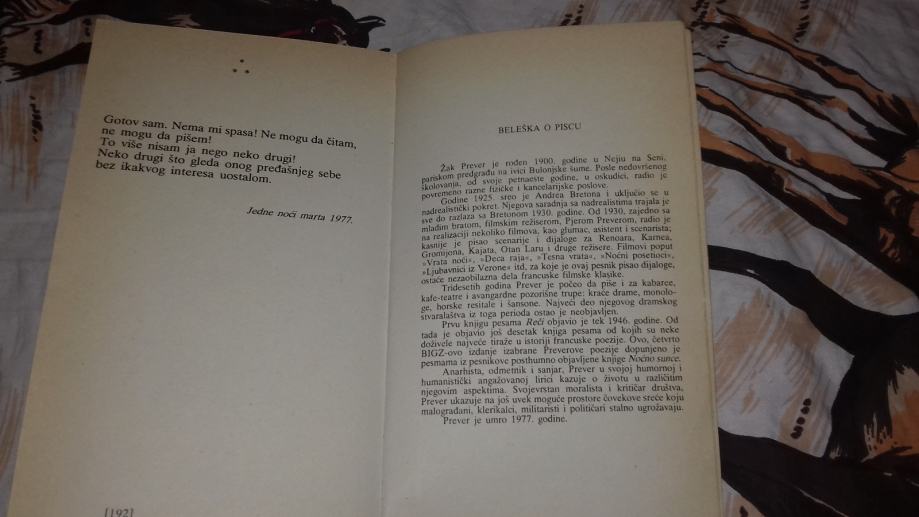 Gotov sam. Nema mi spasa! Ne mogu da čitam,
ne mogu da pišem!
To više nisam ja nego neko drugi!
Neko drugi što gleda onog pređašnjeg sebe
bez ikakvog interesa uostalom.
Jedne noći marta 1977.
[192]
BELEŠKA O PISCU
Žak Prever je rođen 1900. godine u Nejiu na Seni,
pariskom predgrađu na ivici Bulonjske šume. Posle nedovršenog
školovanja, od svoje petnaeste godine, u oskudici, radio je
povremeno razne fizičke i kancelarijske poslove.
Godine 1925. sreo je Andrea Bretona i uključio se u
nadrealistički pokret. Njegova saradnja sa nadrealistima trajala je
sve do razlaza sa Bretonom 1930. godine. Od 1930, zajedno sa
mlađim bratom, filmskim režiserom, Pjerom Preverom, radio je
na realizaciji nekoliko filmova, kao glumac, asistent i scenarista;
kasnije je pisao scenarije i dijaloge za Renoara, Karnea,
Gromijona, Kajata, Otan Laru i druge režisere. Filmovi poput
»Vrata noći«, »Deca raja«, »Tesna vrata«, »Noćni posetioci«,
»Ljubavnici iz Verone« itd, za koje je ovaj pesnik pisao dijaloge,
ostaće nezaobilazna dela francuske filmske klasike.
Tridesetih godina Prever je počeo da piše i za kabaree,
kafe-teatre i avangardne pozorišne trupe: kraće drame, monolo-
ge, horske resitale i šansone. Najveći deo njegovog dramskog
stvaralaštva iz toga perioda ostao je neobjavljen.
Prvu knjigu pesama Reči objavio je tek 1946. godine. Od
tada je objavio još desetak knjiga pesama od kojih su neke
doživele najveće tiraže u istoriji francuske poezije. Ovo, četvrto
BIGZ-ovo izdanje izabrane Preverove poezije dopunjeno je
pesmama iz pesnikove posthumno objavljene knjige Noćno sunce.
Anarhista, odmetnik i sanjar, Prever u svojoj humornoj i
humanistički angažovanoj lirici kazuje o životu u različitim
njegovim aspektima. Svojevrstan moralista i kritičar društva,
Prever ukazuje na još uvek moguće prostore čovekove sreće koju
malograđani, klerikalci, militaristi i političari stalno ugrožavaju.
Prever je umro 1977. godine.